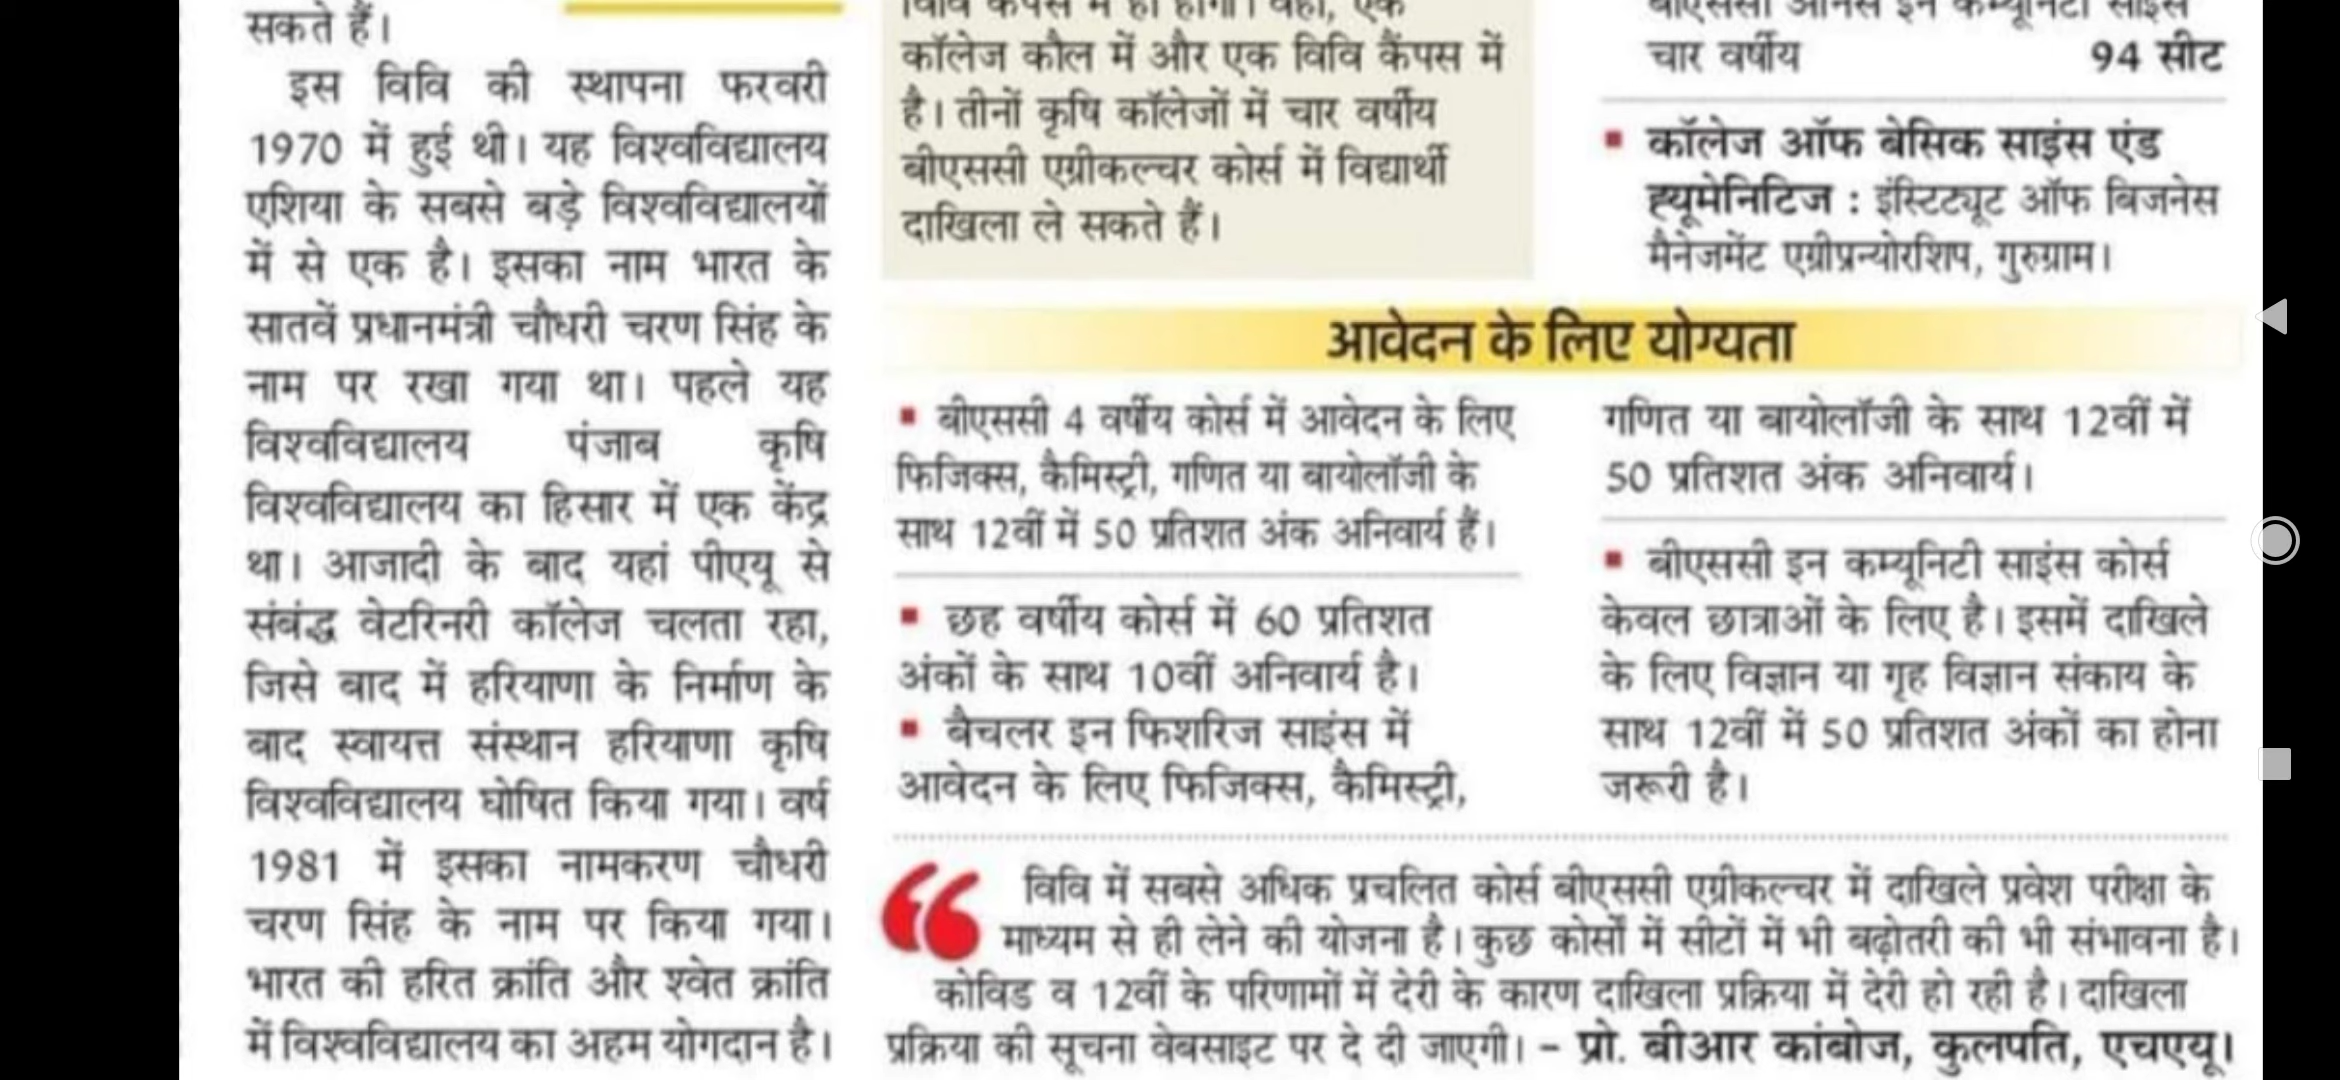 सकते हैं।
इस विवि की स्थापना फरवरी
1970 में हुई थी। यह विश्वविद्यालय
एशिया के सबसे बड़े विश्वविद्यालयों
में से एक है। इसका नाम भारत के
सातवें प्रधानमंत्री चौधरी चरण सिंह के
नाम पर रखा गया था। पहले यह
विश्वविद्यालय पंजाब कृषि
विश्वविद्यालय का हिसार में एक केंद्र
था। आजादी के बाद यहां पीएयू से
संबंद्ध वेटरिनरी कॉलेज चलता रहा,
जिसे बाद में हरियाणा के निर्माण के
बाद स्वायत्त संस्थान हरियाणा कृषि
विश्वविद्यालय घोषित किया गया। वर्ष
1981 में इसका नामकरण चौधरी
चरण सिंह के नाम पर किया गया।
भारत की हरित क्रांति और श्वेत क्रांति
में विश्वविद्यालय का अहम योगदान है।
विवि कैंपस में ही होगी। वहीं, एक
कॉलेज कौल में और एक विवि कैंपस में
है। तीनों कृषि कॉलेजों में चार वर्षीय
बीएससी एग्रीकल्चर कोर्स में विद्यार्थी
दाखिला ले सकते हैं।
बीएससी ऑनर्स इन कम्यूनिटी साइंस
चार वर्षीय 94 सीट
कॉलेज ऑफ बेसिक साइंस एंड
ह्यूमेनिटिज : इंस्टिट्यूट ऑफ बिजनेस
मैनेजमेंट एग्रीप्रन्योरशिप, गुरुग्राम।
आवेदन के लिए योग्यता
बीएससी 4 वर्षीय कोर्स में आवेदन के लिए
फिजिक्स, कैमिस्ट्री, गणित या बायोलॉजी के
साथ 12वीं में 50 प्रतिशत अंक अनिवार्य हैं।
छह वर्षीय कोर्स में 60 प्रतिशत
अंकों के साथ 10वीं अनिवार्य है।
बैचलर इन फिशरिज साइंस में
आवेदन के लिए फिजिक्स, कैमिस्ट्री,
गणित या बायोलॉजी के साथ 12वीं में
50 प्रतिशत अंक अनिवार्य।
बीएससी इन कम्यूनिटी साइंस कोर्स
केवल छात्राओं के लिए है। इसमें दाखिले
के लिए विज्ञान या गृह विज्ञान संकाय के
साथ 12वीं में 50 प्रतिशत अंकों का होना
जरूरी है।
विवि में सबसे अधिक प्रचलित कोर्स बीएससी एग्रीकल्चर में दाखिले प्रवेश परीक्षा के
माध्यम से ही लेने की योजना है। कुछ कोर्सों में सीटों में भी बढ़ोतरी की भी संभावना है।
कोविड व 12वीं के परिणामों में देरी के कारण दाखिला प्रक्रिया में देरी हो रही है। दाखिला
प्रक्रिया की सूचना वेबसाइट पर दे दी जाएगी। – प्रो. बीआर कांबोज, कुलपति, एचएयू।